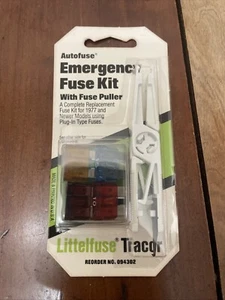 Autofuse®
Emergency
Fuse Kit
With Fuse Puller
A Complete Replacement
Fuse Kit for 1977 and
Newer Models using
Plug-In Type Fuses.
Littelfuse Tracor
REORDER NO. 094302